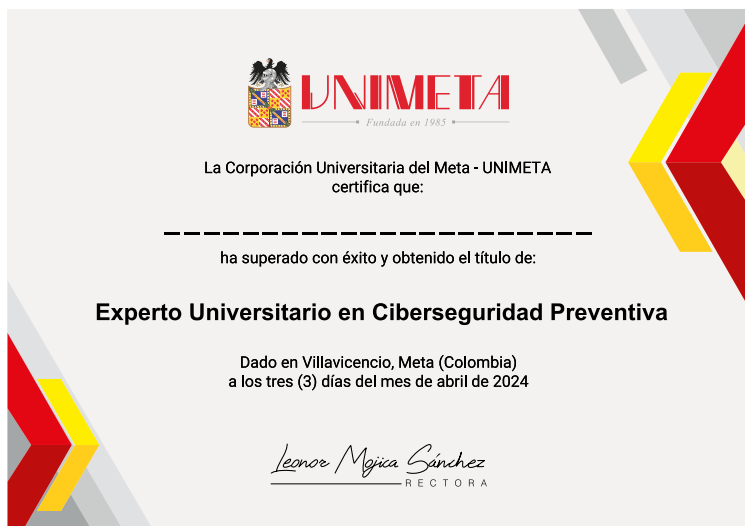 UNIMETA
Fundada en 1985
La Corporación Universitaria del Meta - UNIMETA
certifica que:
ha superado con éxito y obtenido el título de:
Experto Universitario en Ciberseguridad Preventiva
Dado en Villavicencio, Meta (Colombia)
a los tres (3) días del mes de abril de 2024
Leonor Mojica Sánchez
RECTORA